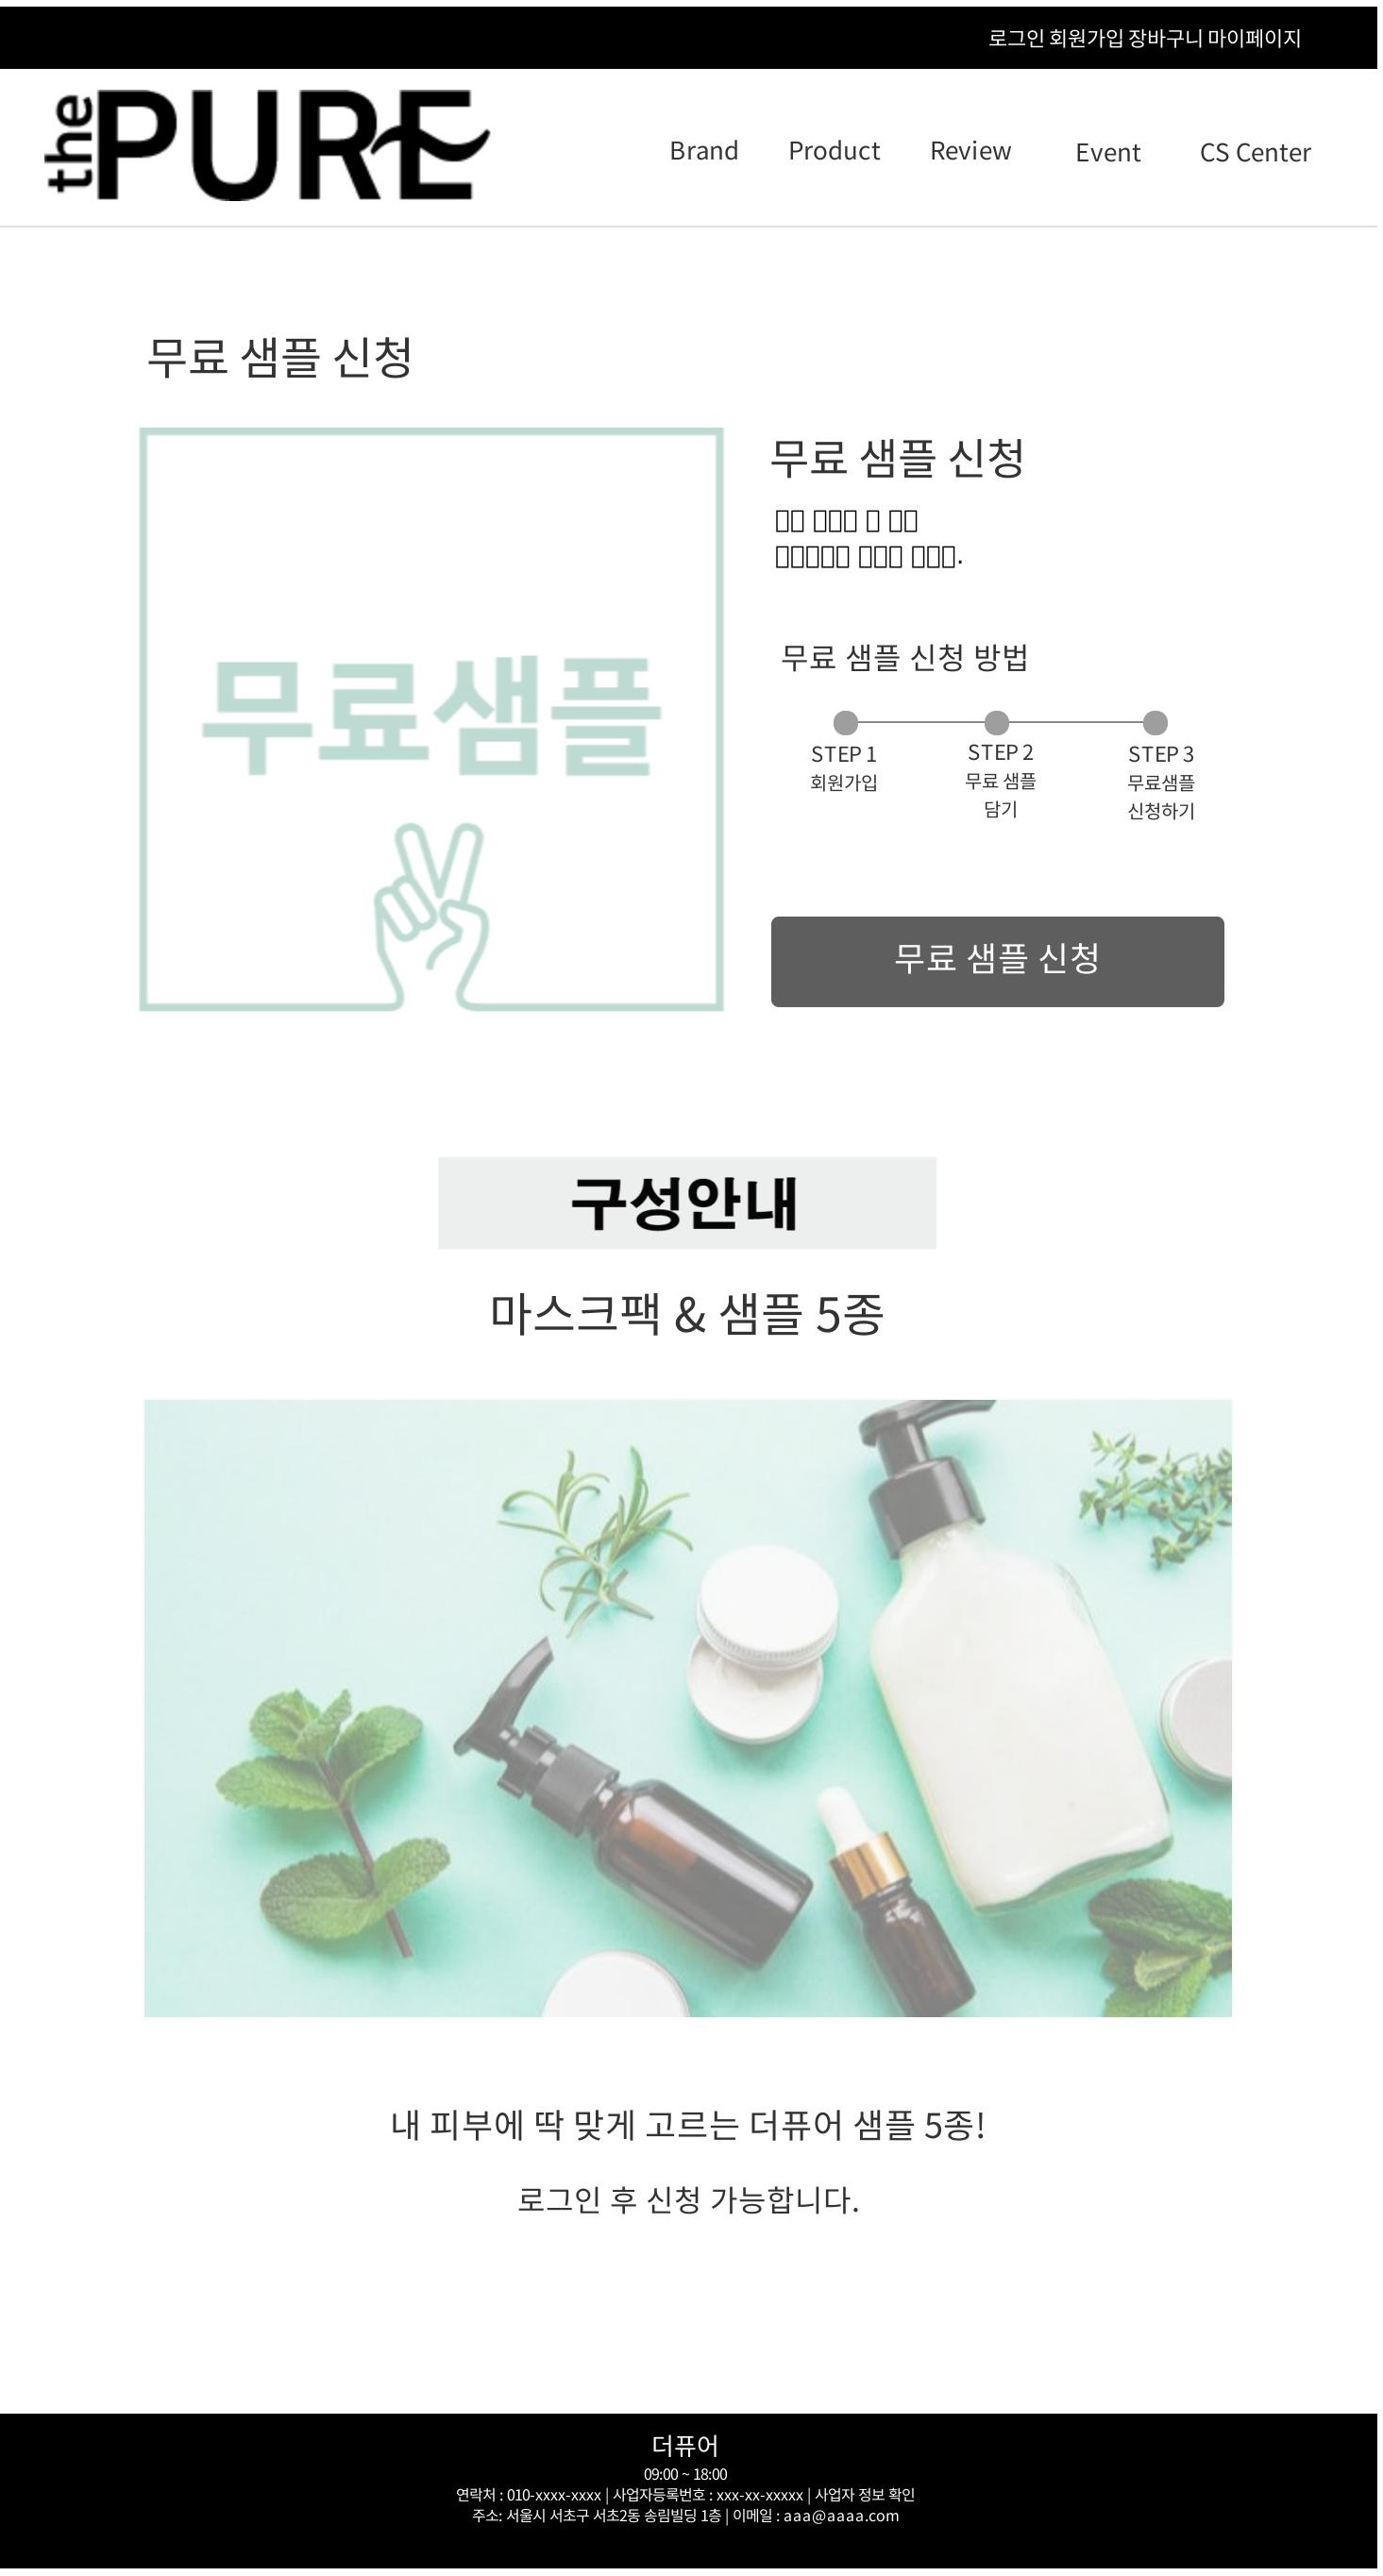 로그인 회원가입 장바구니 마이페이지
the PURE
Brand Product Review Event CS Center
무료 샘플 신청
무료샘플
무료 샘플 신청
무료 샘플 신청 방법
STEP 1
회원가입
STEP 2
무료 샘플
담기
STEP 3
무료샘플
신청하기
무료 샘플 신청
구성안내
마스크팩 & 샘플 5종
내 피부에 딱 맞게 고르는 더퓨어 샘플 5종!
로그인 후 신청 가능합니다.
더퓨어
09:00 ~ 18:00
연락처 : 010-xxxx-xxxx | 사업자등록번호 : xxx-xx-xxxxx | 사업자 정보 확인
주소: 서울시 서초구 서초2동 송림빌딩 1층 | 이메일 : aaa@aaaa.com